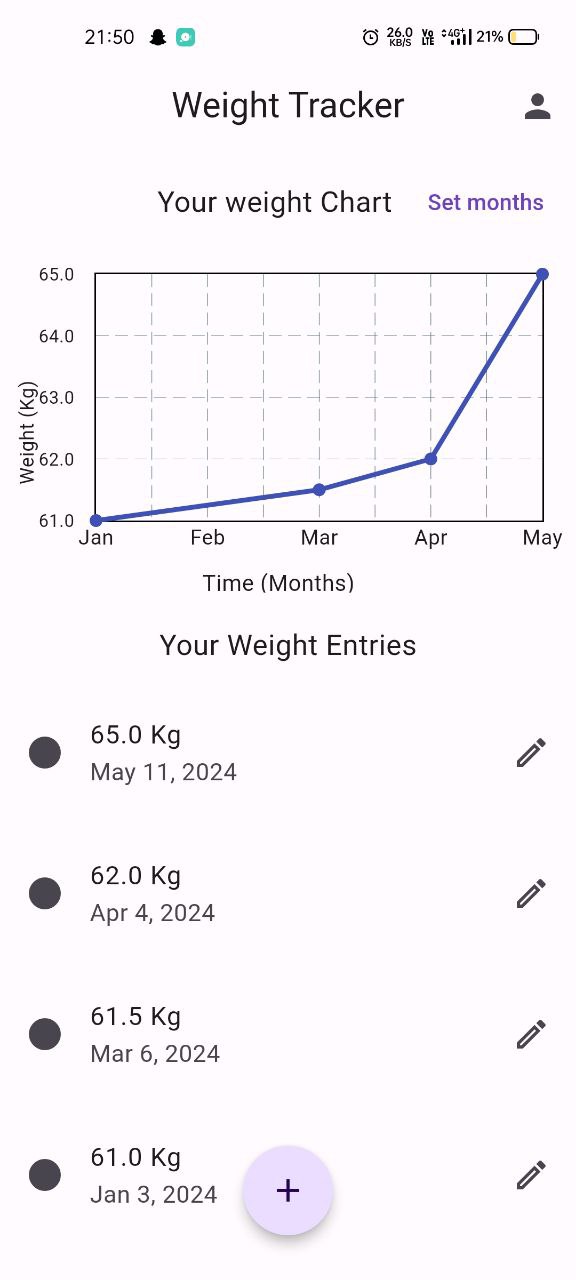 21:50 26.0 KB/S Vo LTE 4G+ 21%
Weight Tracker
Your weight Chart Set months
65.0
64.0
63.0
62.0
61.0
Weight (Kg)
Jan Feb Mar Apr May
Time (Months)
Your Weight Entries
65.0 Kg
May 11, 2024
62.0 Kg
Apr 4, 2024
61.5 Kg
Mar 6, 2024
61.0 Kg
Jan 3, 2024
+